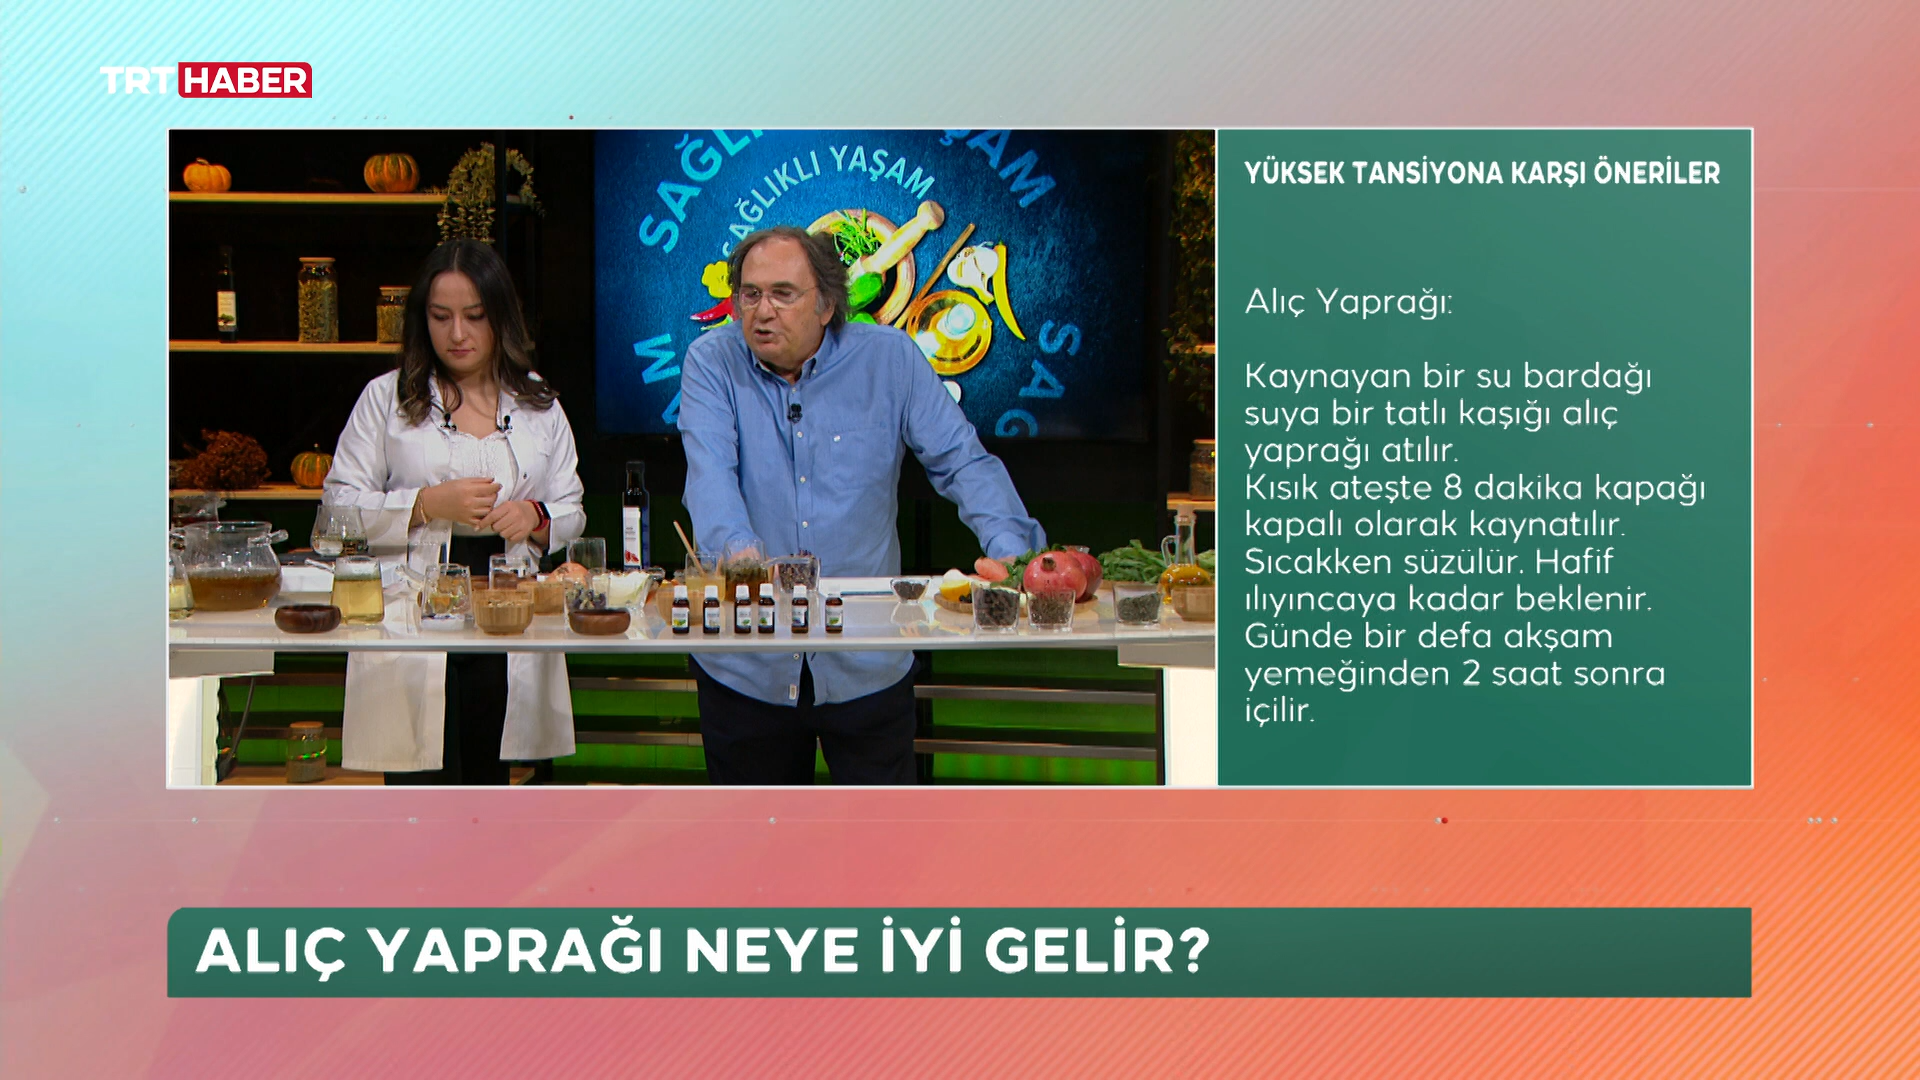 TRT HABER
SAĞLIKLI YAŞAM
YÜKSEK TANSİYONA KARŞI ÖNERİLER
Alıç Yaprağı:
Kaynayan bir su bardağı
suya bir tatlı kaşığı alıç
yaprağı atılır.
Kısık ateşte 8 dakika kapağı
kapalı olarak kaynatılır.
Sıcakken süzülür. Hafif
ılıyıncaya kadar beklenir.
Günde bir defa akşam
yemeğinden 2 saat sonra
içilir.
ALIÇ YAPRAĞI NEYE İYİ GELİR?